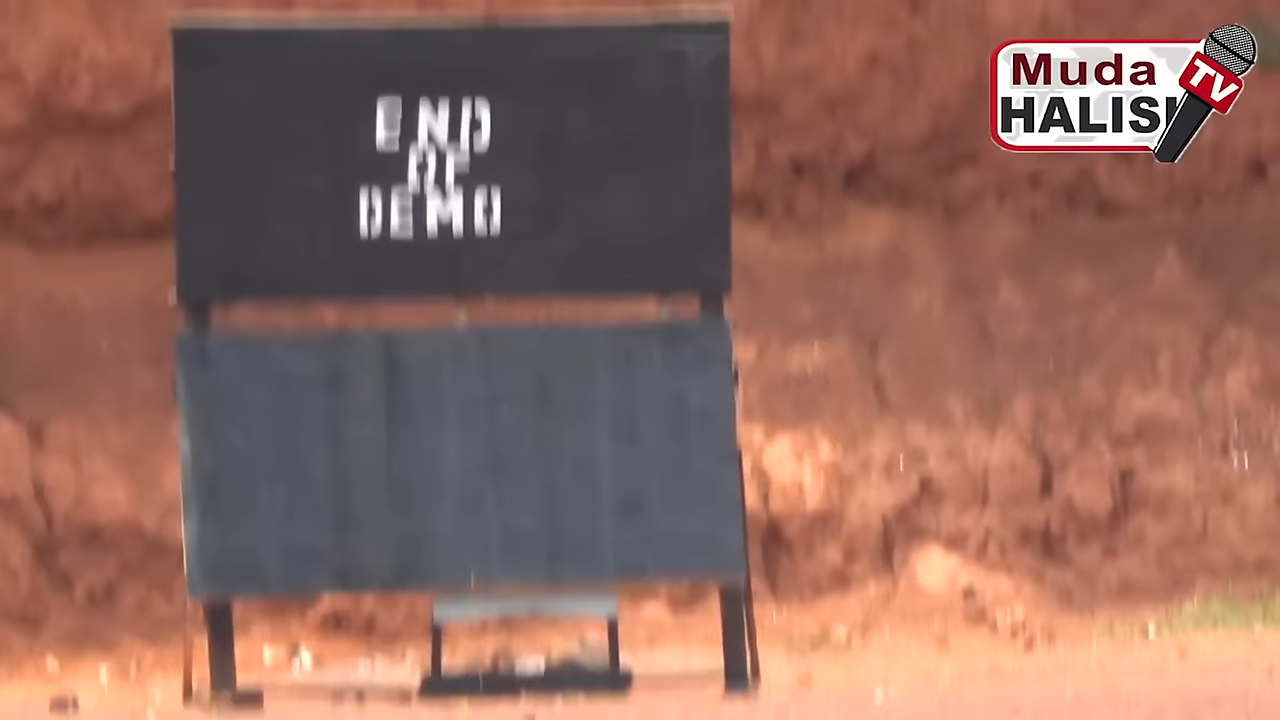 END
OF
DEMO
Muda
HALISI
TV